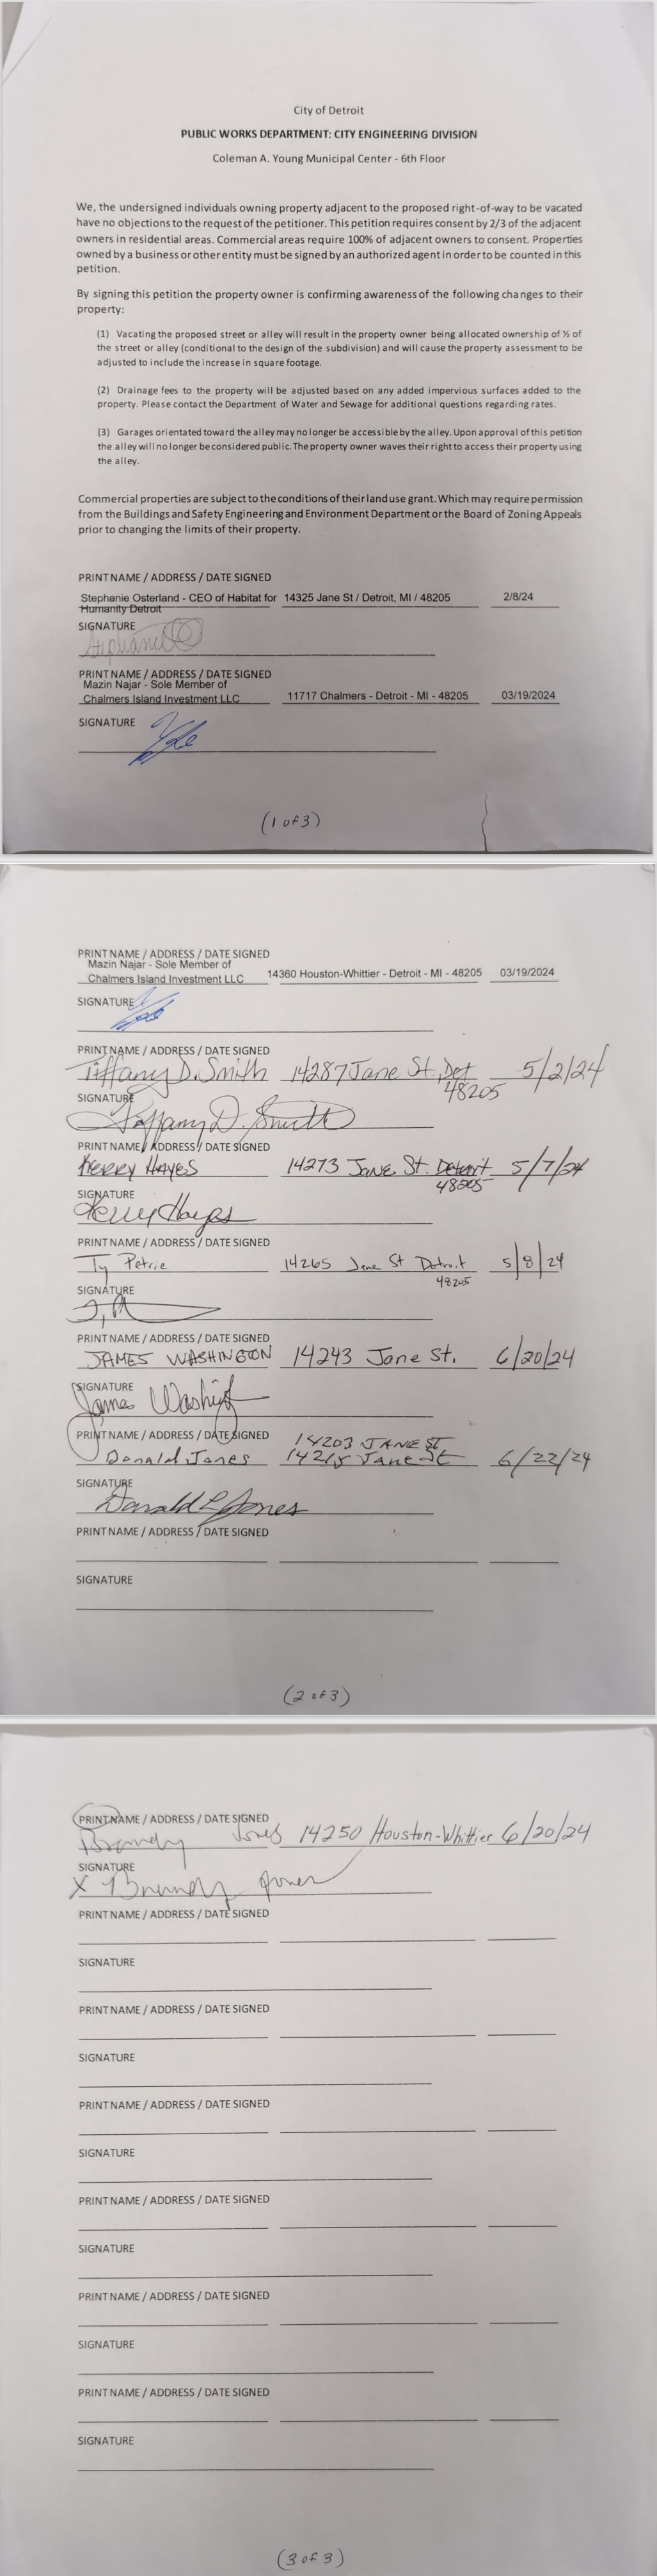 City of Detroit
PUBLIC WORKS DEPARTMENT: CITY ENGINEERING DIVISION
Coleman A. Young Municipal Center - 6th Floor
We, the undersigned individuals owning property adjacent to the proposed right-of-way to be vacated
have no objections to the request of the petitioner. This petition requires consent by 2/3 of the adjacent
owners in residential areas. Commercial areas require 100% of adjacent owners to consent. Properties
owned by a business or other entity must be signed by an authorized agent in order to be counted in this
petition.
By signing this petition the property owner is confirming awareness of the following changes to their
property:
(1) Vacating the proposed street or alley will result in the property owner being allocated ownership of ½ of
the street or alley (conditional to the design of the subdivision) and will cause the property assessment to be
adjusted to include the increase in square footage.
(2) Drainage fees to the property will be adjusted based on any added impervious surfaces added to the
property. Please contact the Department of Water and Sewage for additional questions regarding rates.
(3) Garages orientated toward the alley may no longer be accessible by the alley. Upon approval of this petition
the alley will no longer be considered public. The property owner waves their right to access their property using
the alley.
Commercial properties are subject to the conditions of their land use grant. Which may require permission
from the Buildings and Safety Engineering and Environment Department or the Board of Zoning Appeals
prior to changing the limits of their property.
PRINT NAME / ADDRESS / DATE SIGNED
Stephanie Osterland - CEO of Habitat for 14325 Jane St / Detroit, MI / 48205 2/8/24
Humanity Detroit
SIGNATURE
Stephanie
PRINT NAME / ADDRESS / DATE SIGNED
Mazin Najar - Sole Member of
Chalmers Island Investment LLC 11717 Chalmers - Detroit - MI - 48205 03/19/2024
SIGNATURE
(1 of 3)
PRINT NAME / ADDRESS / DATE SIGNED
Mazin Najar - Sole Member of
Chalmers Island Investment LLC 14360 Houston-Whittier - Detroit - MI - 48205 03/19/2024
SIGNATURE
PRINT NAME / ADDRESS / DATE SIGNED
Tiffany D. Smith 14287 Jane St. Det 5/2/24
48205
SIGNATURE
Tiffany D. Smith
PRINT NAME / ADDRESS / DATE SIGNED
KERRY HAYES 14273 JANE St. Detroit 5/7/24
48205
SIGNATURE
Kerry Hayes
PRINT NAME / ADDRESS / DATE SIGNED
Ty Petrie 14265 Jane St Detroit 5/8/24
48205
SIGNATURE
PRINT NAME / ADDRESS / DATE SIGNED
JAMES WASHINGTON 14243 Jane St. 6/20/24
SIGNATURE
James Washington
PRINT NAME / ADDRESS / DATE SIGNED
14203 JANE ST
Donald Jones Jane St 6/22/24
SIGNATURE
Donald L Jones
PRINT NAME / ADDRESS / DATE SIGNED
SIGNATURE
(2 of 3)
PRINT NAME / ADDRESS / DATE SIGNED
Brandy Jones 14250 Houston-Whittier 6/20/24
SIGNATURE
X Brandy Jones
PRINT NAME / ADDRESS / DATE SIGNED
SIGNATURE
PRINT NAME / ADDRESS / DATE SIGNED
SIGNATURE
PRINT NAME / ADDRESS / DATE SIGNED
SIGNATURE
PRINT NAME / ADDRESS / DATE SIGNED
SIGNATURE
PRINT NAME / ADDRESS / DATE SIGNED
SIGNATURE
PRINT NAME / ADDRESS / DATE SIGNED
SIGNATURE
(3 of 3)